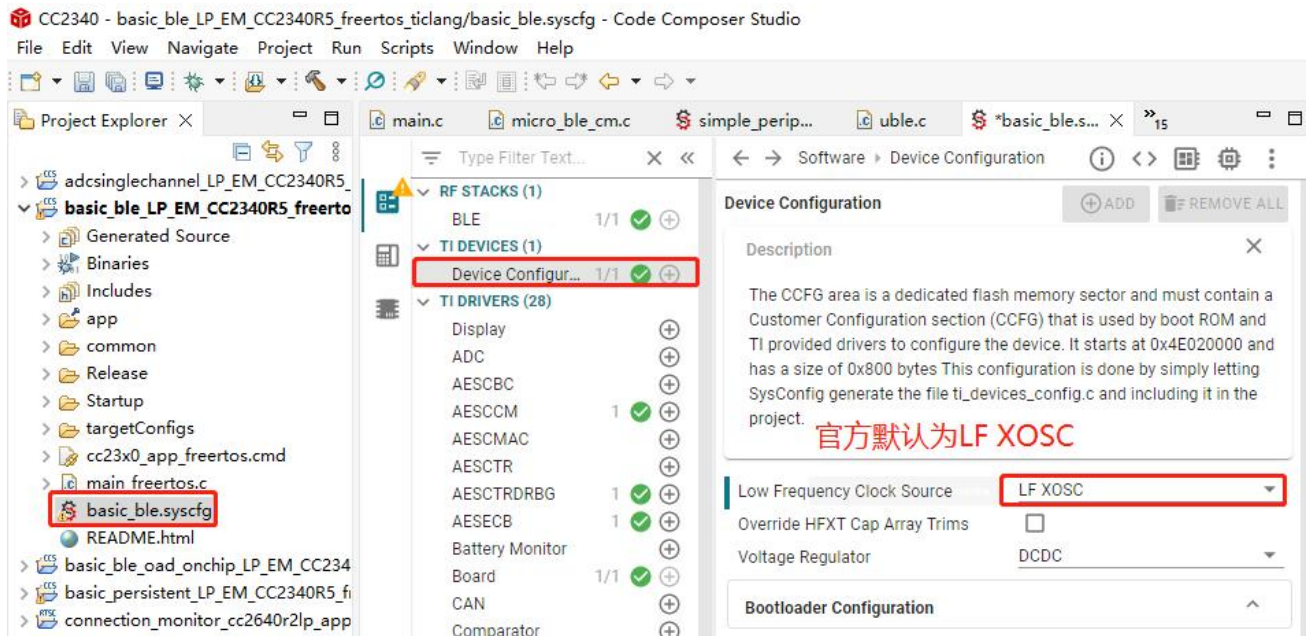 CC2340 - basic_ble_LP_EM_CC2340R5_freertos_ticlang/basic_ble.syscfg - Code Composer Studio
File Edit View Navigate Project Run Scripts Window Help
Project Explorer
main.c micro_ble_cm.c simple_perip... uble.c *basic_ble.s... 15
adcsinglechannel_LP_EM_CC2340R5_
basic_ble_LP_EM_CC2340R5_freerto
Generated Source
Binaries
Includes
app
common
Release
Startup
targetConfigs
cc23x0_app_freertos.cmd
main_freertos.c
basic_ble.syscfg
README.html
basic_ble_oad_onchip_LP_EM_CC234
basic_persistent_LP_EM_CC2340R5_fr
connection_monitor_cc2640r2lp_app
Type Filter Text...
RF STACKS (1)
BLE 1/1
TI DEVICES (1)
Device Configur... 1/1
TI DRIVERS (28)
Display
ADC
AESCBC
AESCCM 1
AESCMAC
AESCTR
AESCTRDRBG 1
AESECB 1
Battery Monitor
Board 1/1
CAN
Comparator
Software Device Configuration
Device Configuration
ADD REMOVE ALL
Description
The CCFG area is a dedicated flash memory sector and must contain a
Customer Configuration section (CCFG) that is used by boot ROM and
TI provided drivers to configure the device. It starts at 0x4E020000 and
has a size of 0x800 bytes This configuration is done by simply letting
SysConfig generate the file ti_devices_config.c and including it in the
project.
官方默认为LF XOSC
Low Frequency Clock Source LF XOSC
Override HFXT Cap Array Trims
Voltage Regulator DCDC
Bootloader Configuration